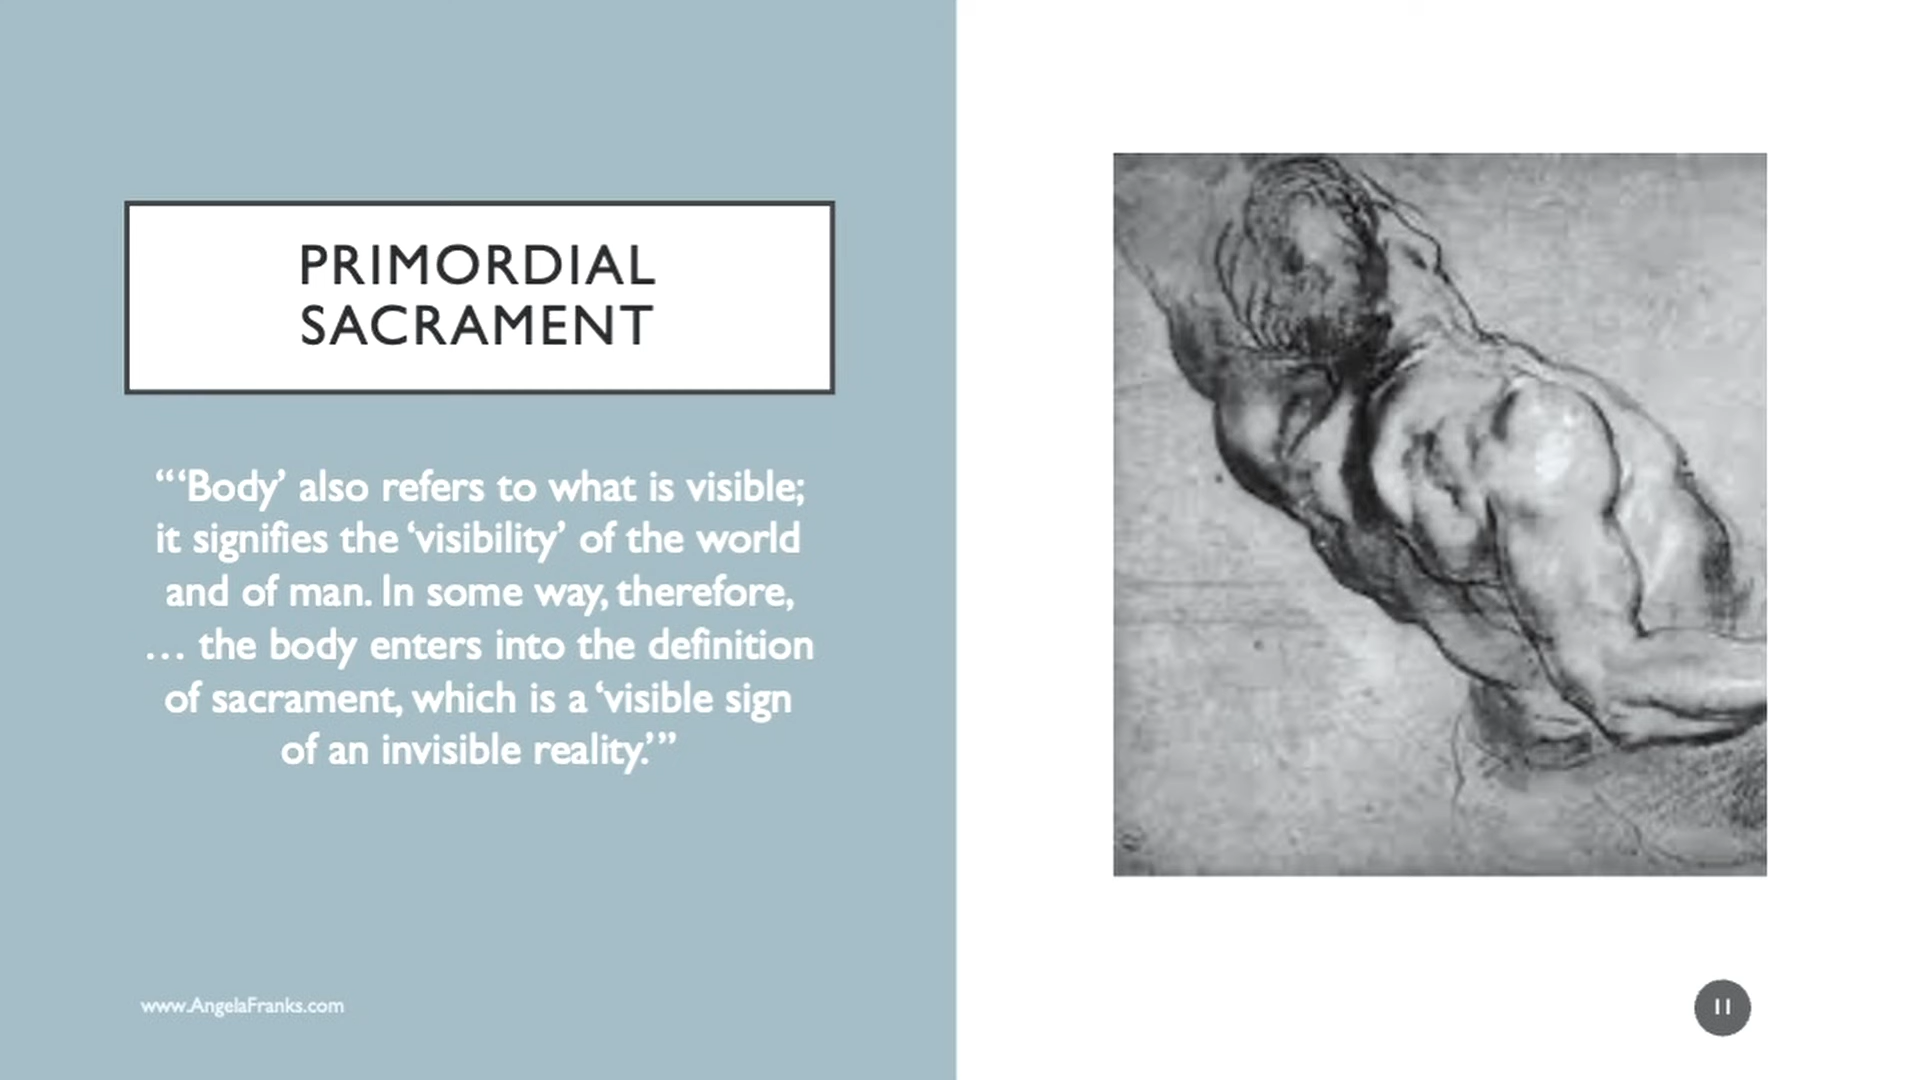 PRIMORDIAL
SACRAMENT
“‘Body’ also refers to what is visible;
it signifies the ‘visibility’ of the world
and of man. In some way, therefore,
… the body enters into the definition
of sacrament, which is a ‘visible sign
of an invisible reality.’”
www.AngelaFranks.com
11